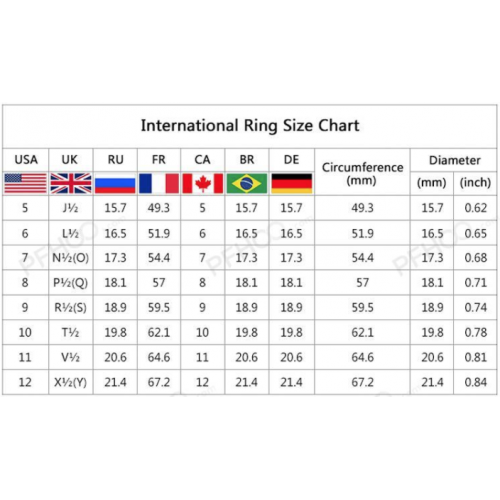 International Ring Size Chart
USA UK RU FR CA BR DE Circumference (mm) Diameter
(mm) (inch)
5 J½ 15.7 49.3 5 15.7 15.7 49.3 15.7 0.62
6 L½ 16.5 51.9 6 16.5 16.5 51.9 16.5 0.65
7 N½(O) 17.3 54.4 7 17.3 17.3 54.4 17.3 0.68
8 P½(Q) 18.1 57 8 18.1 18.1 57 18.1 0.71
9 R½(S) 18.9 59.5 9 18.9 18.9 59.5 18.9 0.74
10 T½ 19.8 62.1 10 19.8 19.8 62.1 19.8 0.78
11 V½ 20.6 64.6 11 20.6 20.6 64.6 20.6 0.81
12 X½(Y) 21.4 67.2 12 21.4 21.4 67.2 21.4 0.84